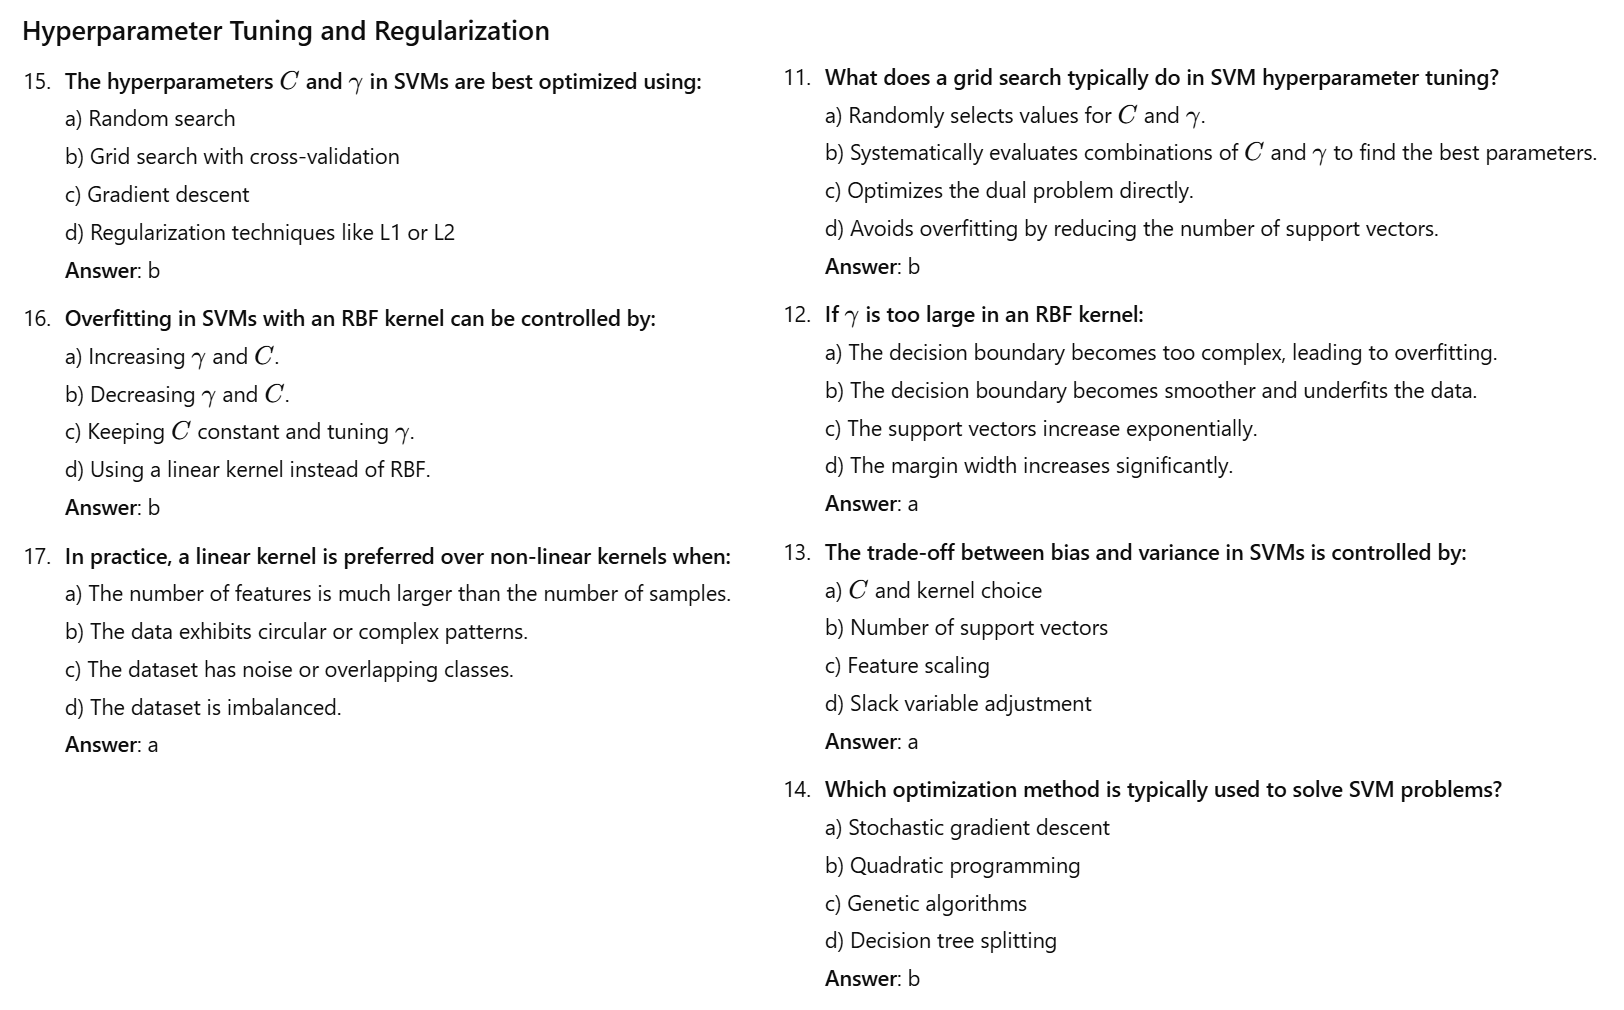 Hyperparameter Tuning and Regularization
15. The hyperparameters C and γ in SVMs are best optimized using:
a) Random search
b) Grid search with cross-validation
c) Gradient descent
d) Regularization techniques like L1 or L2
Answer: b
16. Overfitting in SVMs with an RBF kernel can be controlled by:
a) Increasing γ and C.
b) Decreasing γ and C.
c) Keeping C constant and tuning γ.
d) Using a linear kernel instead of RBF.
Answer: b
17. In practice, a linear kernel is preferred over non-linear kernels when:
a) The number of features is much larger than the number of samples.
b) The data exhibits circular or complex patterns.
c) The dataset has noise or overlapping classes.
d) The dataset is imbalanced.
Answer: a
11. What does a grid search typically do in SVM hyperparameter tuning?
a) Randomly selects values for C and γ.
b) Systematically evaluates combinations of C and γ to find the best parameters.
c) Optimizes the dual problem directly.
d) Avoids overfitting by reducing the number of support vectors.
Answer: b
12. If γ is too large in an RBF kernel:
a) The decision boundary becomes too complex, leading to overfitting.
b) The decision boundary becomes smoother and underfits the data.
c) The support vectors increase exponentially.
d) The margin width increases significantly.
Answer: a
13. The trade-off between bias and variance in SVMs is controlled by:
a) C and kernel choice
b) Number of support vectors
c) Feature scaling
d) Slack variable adjustment
Answer: a
14. Which optimization method is typically used to solve SVM problems?
a) Stochastic gradient descent
b) Quadratic programming
c) Genetic algorithms
d) Decision tree splitting
Answer: b